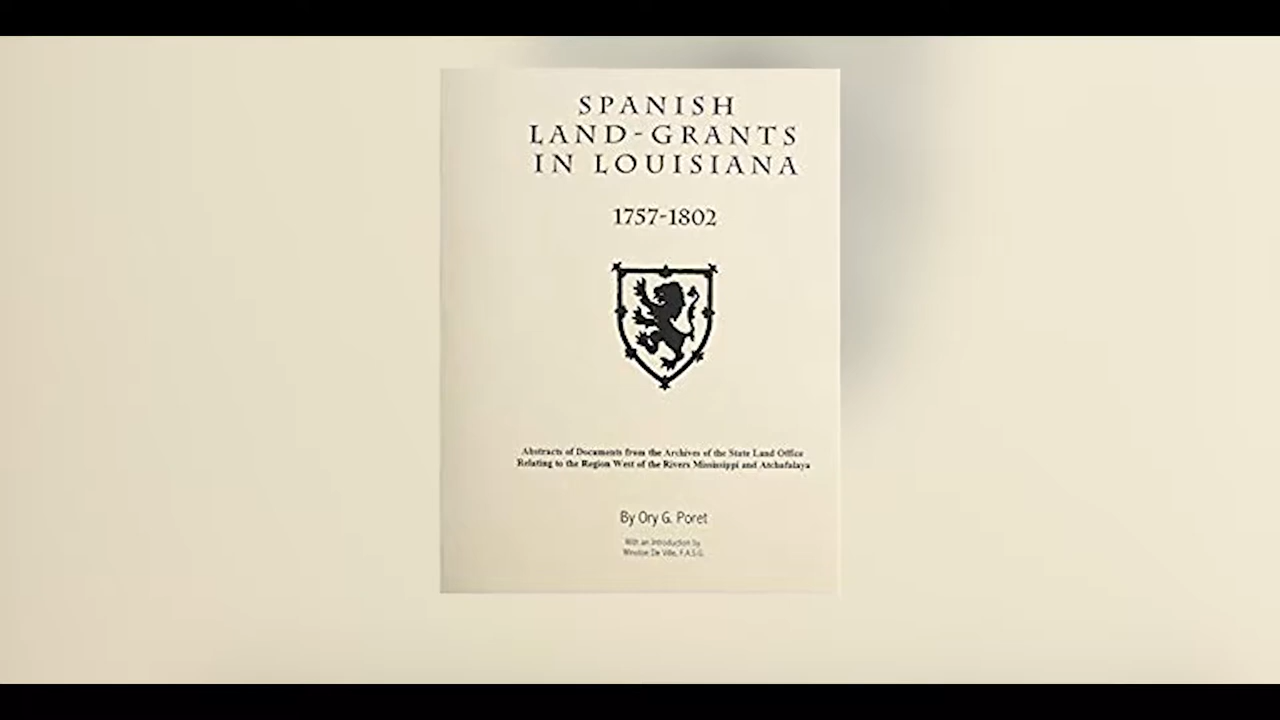 SPANISH
LAND-GRANTS
IN LOUISIANA
1757-1802
Abstracts of Documents from the Archives of the State Land Office
Relating to the Region West of the Rivers Mississippi and Atchafalaya
By Ory G. Poret
With an Introduction by
Winston De Ville, F.A.S.G.